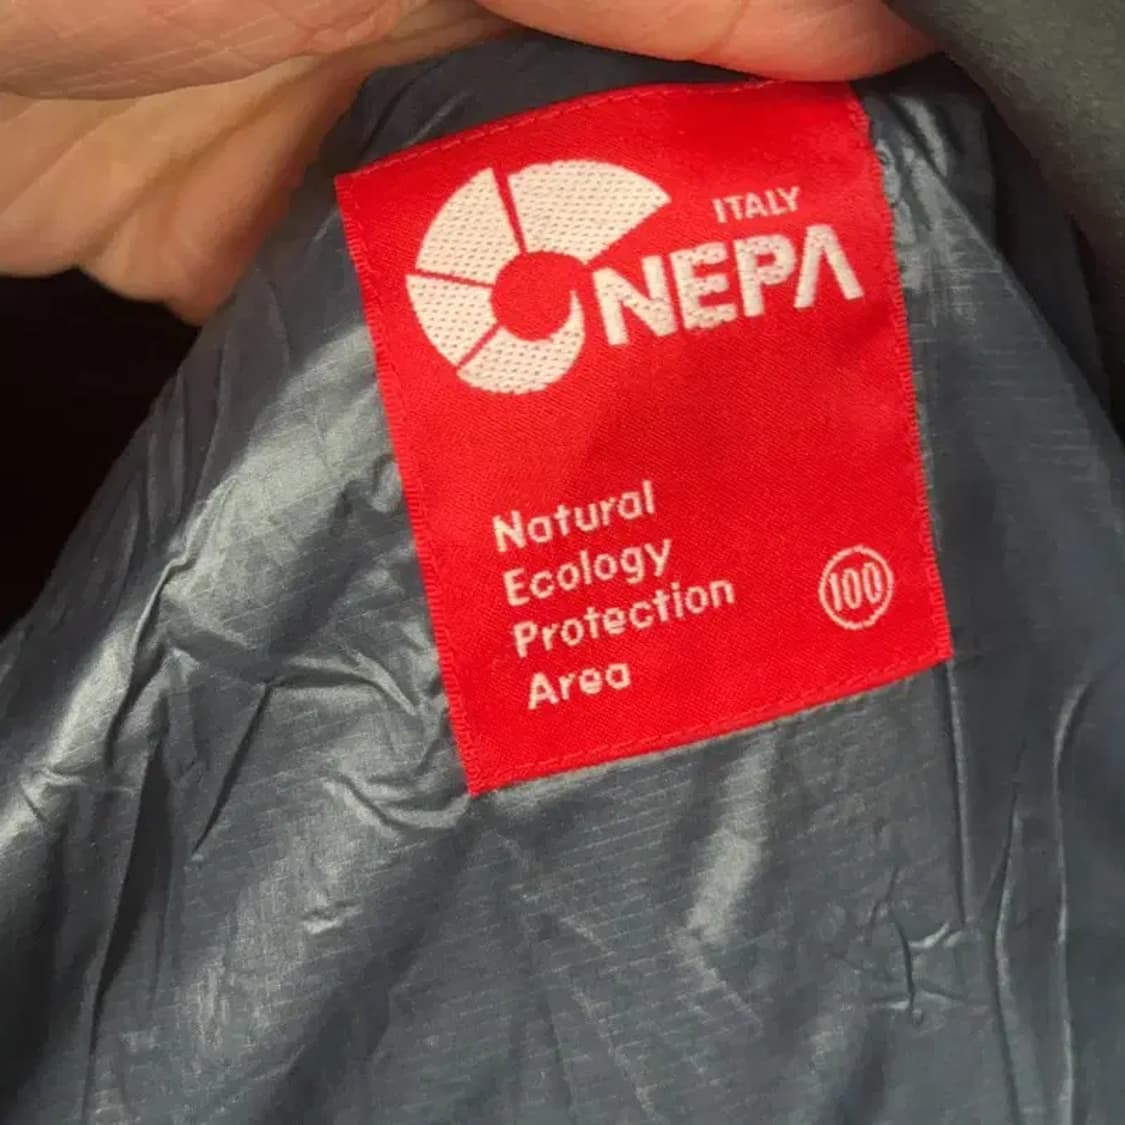 ITALY
NEPA
Natural
Ecology
Protection
Area
100